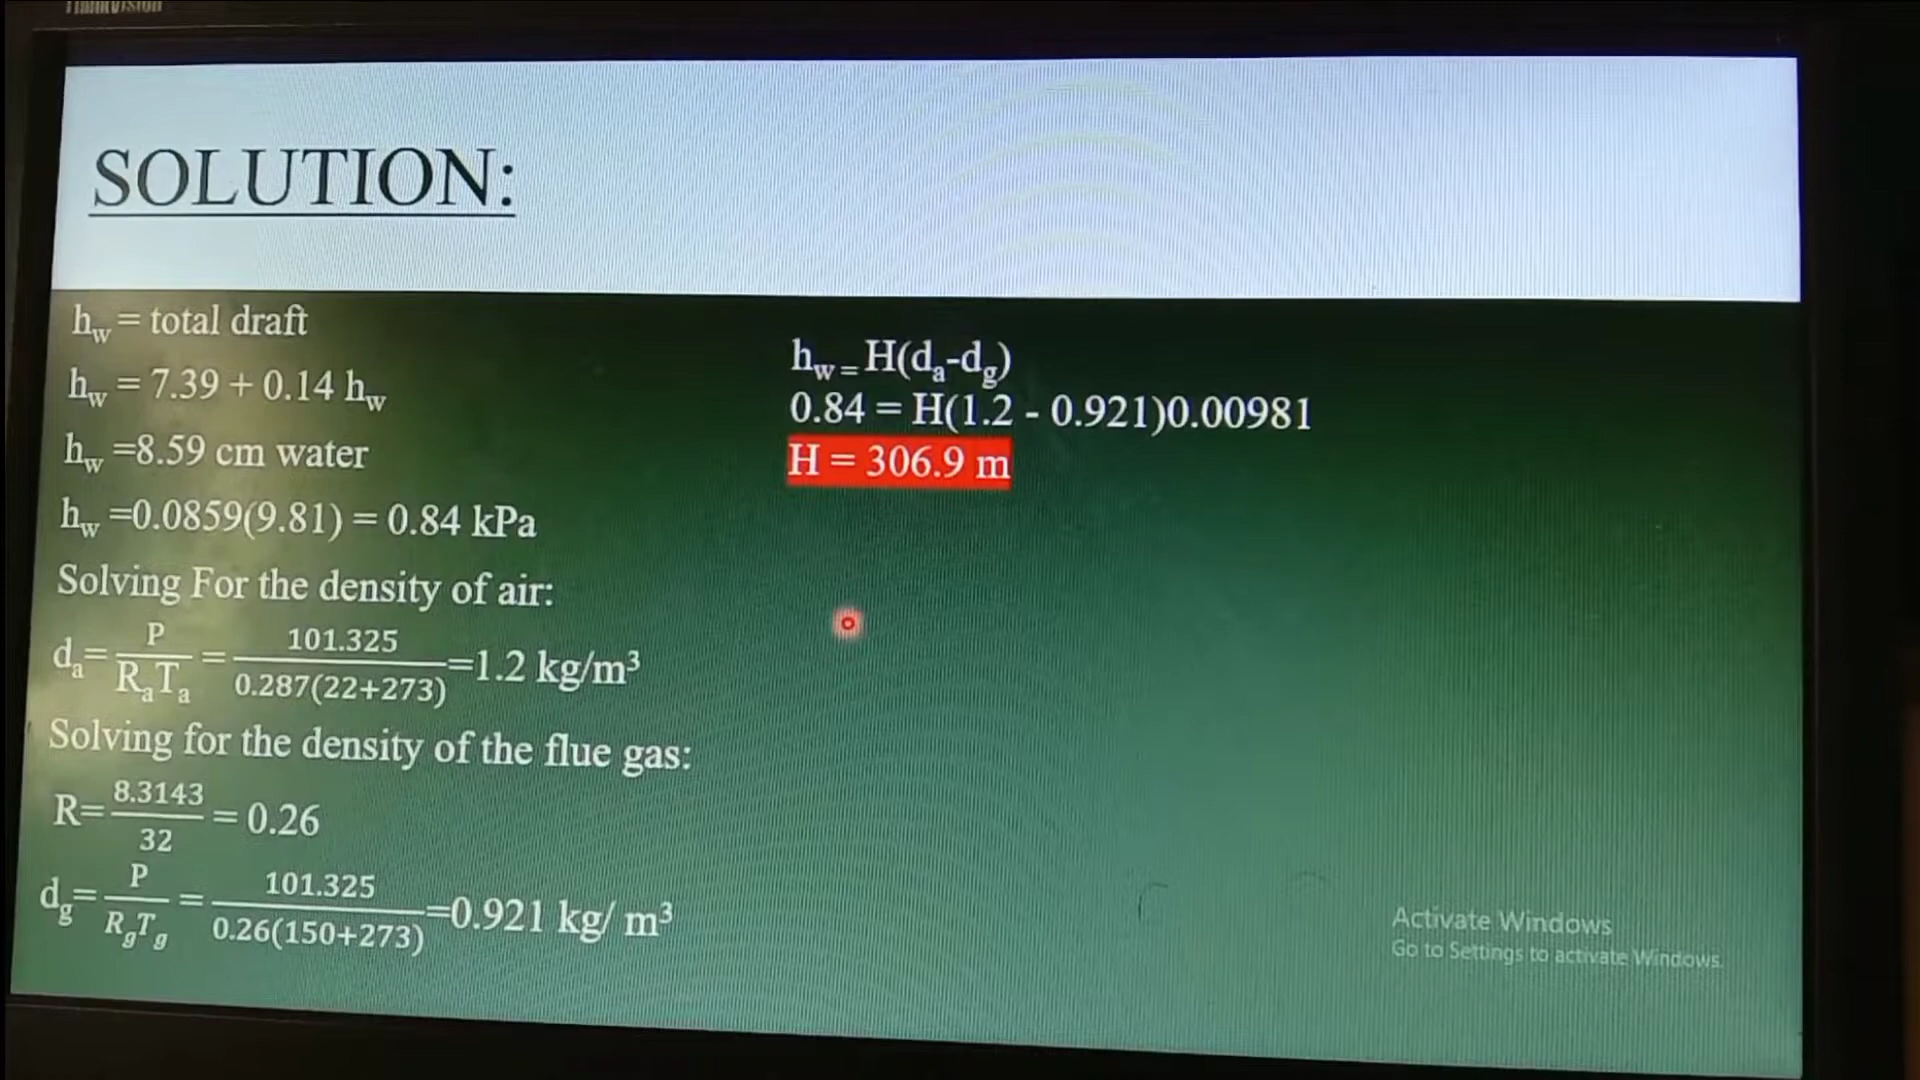 SOLUTION:
hw = total draft
hw = 7.39 + 0.14 hw
hw =8.59 cm water
hw =0.0859(9.81) = 0.84 kPa
Solving For the density of air:
da= P / RaTa = 101.325 / 0.287(22+273) =1.2 kg/m³
Solving for the density of the flue gas:
R= 8.3143 / 32 = 0.26
dg= P / RgTg = 101.325 / 0.26(150+273) =0.921 kg/ m³
hw = H(da-dg)
0.84 = H(1.2 - 0.921)0.00981
H = 306.9 m
Activate Windows
Go to Settings to activate Windows.